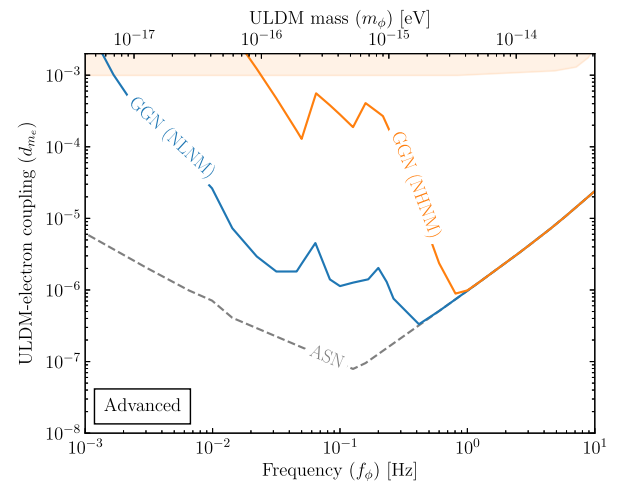 ULDM mass (m_ϕ) [eV]
10^−17 10^−16 10^−15 10^−14
ULDM-electron coupling (d_{m_e})
10^−3
10^−4
10^−5
10^−6
10^−7
10^−8
GGN (NLNM)
GGN (NHNM)
ASN
Advanced
10^−3 10^−2 10^−1 10^0 10^1
Frequency (f_ϕ) [Hz]